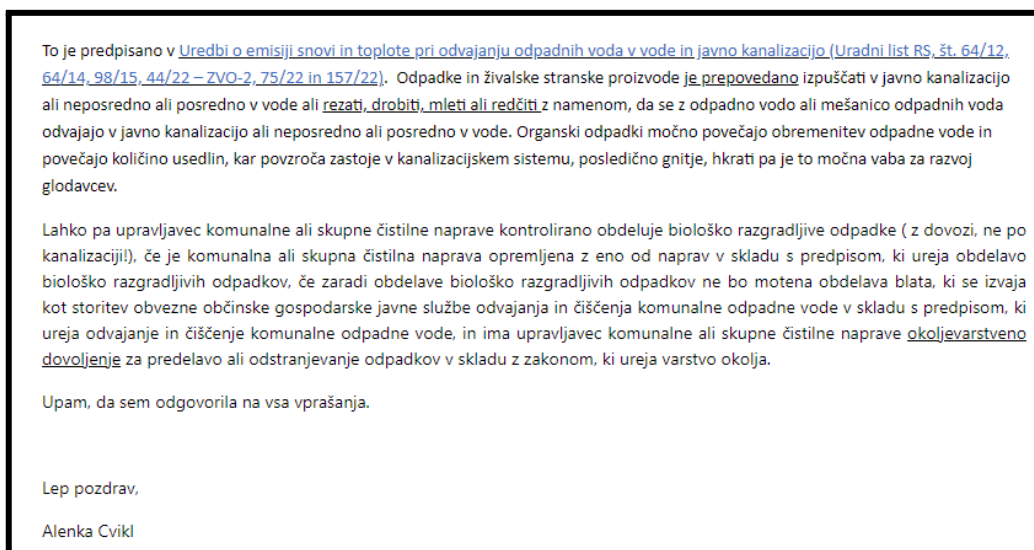 To je predpisano v Uredbi o emisiji snovi in toplote pri odvajanju odpadnih voda v vode in javno kanalizacijo (Uradni list RS, št. 64/12,
64/14, 98/15, 44/22 – ZVO-2, 75/22 in 157/22).  Odpadke in živalske stranske proizvode je prepovedano izpuščati v javno kanalizacijo
ali neposredno ali posredno v vode ali rezati, drobiti, mleti ali redčiti z namenom, da se z odpadno vodo ali mešanico odpadnih voda
odvajajo v javno kanalizacijo ali neposredno ali posredno v vode. Organski odpadki močno povečajo obremenitev odpadne vode in
povečajo količino usedlin, kar povzroča zastoje v kanalizacijskem sistemu, posledično gnitje, hkrati pa je to močna vaba za razvoj
glodavcev.
Lahko pa upravljavec komunalne ali skupne čistilne naprave kontrolirano obdeluje biološko razgradljive odpadke ( z dovozi, ne po
kanalizaciji!), če je komunalna ali skupna čistilna naprava opremljena z eno od naprav v skladu s predpisom, ki ureja obdelavo
biološko razgradljivih odpadkov, če zaradi obdelave biološko razgradljivih odpadkov ne bo motena obdelava blata, ki se izvaja
kot storitev obvezne občinske gospodarske javne službe odvajanja in čiščenja komunalne odpadne vode v skladu s predpisom, ki
ureja odvajanje in čiščenje komunalne odpadne vode, in ima upravljavec komunalne ali skupne čistilne naprave okoljevarstveno
dovoljenje za predelavo ali odstranjevanje odpadkov v skladu z zakonom, ki ureja varstvo okolja.
Upam, da sem odgovorila na vsa vprašanja.
Lep pozdrav,
Alenka Cvikl